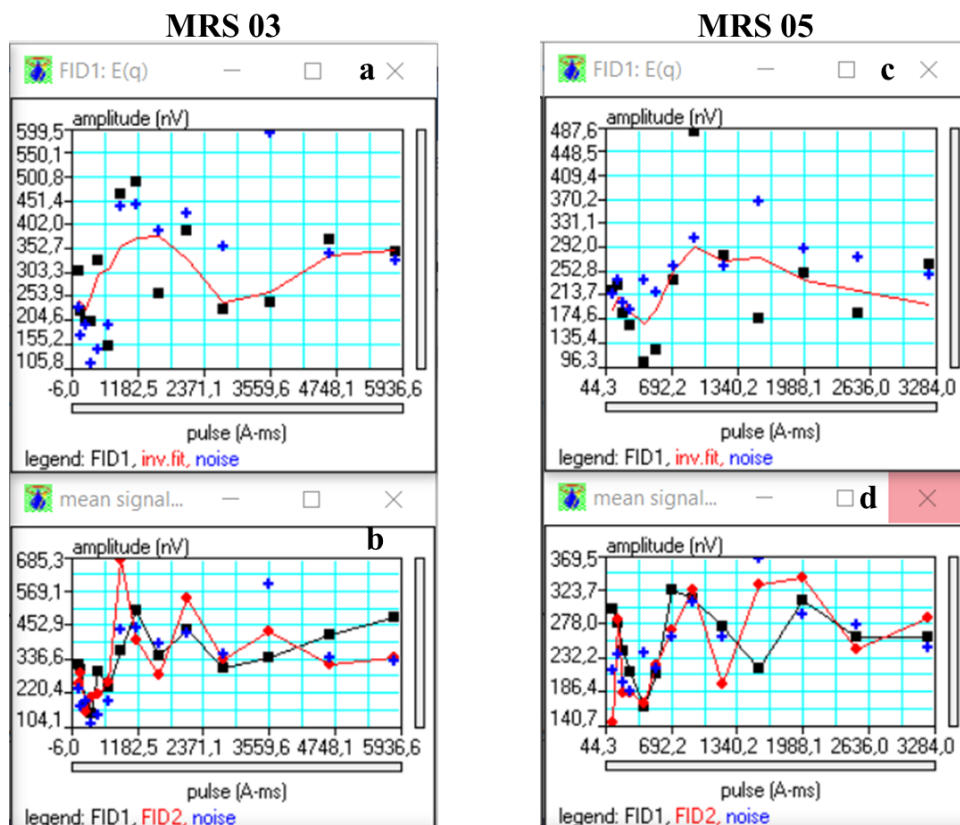 MRS 03
FID1: E(q) a
amplitude (nV)
599,5
550,1
500,8
451,4
402,0
352,7
303,3
253,9
204,6
155,2
105,8
-6,0 1182,5 2371,1 3559,6 4748,1 5936,6
pulse (A-ms)
legend: FID1, inv.fit, noise
mean signal...
b
amplitude (nV)
685,3
569,1
452,9
336,6
220,4
104,1
-6,0 1182,5 2371,1 3559,6 4748,1 5936,6
pulse (A-ms)
legend: FID1, FID2, noise
MRS 05
FID1: E(q) c
amplitude (nV)
487,6
448,5
409,4
370,2
331,1
292,0
252,8
213,7
174,6
135,4
96,3
44,3 692,2 1340,2 1988,1 2636,0 3284,0
pulse (A-ms)
legend: FID1, inv.fit, noise
mean signal... d
amplitude (nV)
369,5
323,7
278,0
232,2
186,4
140,7
44,3 692,2 1340,2 1988,1 2636,0 3284,0
pulse (A-ms)
legend: FID1, FID2, noise